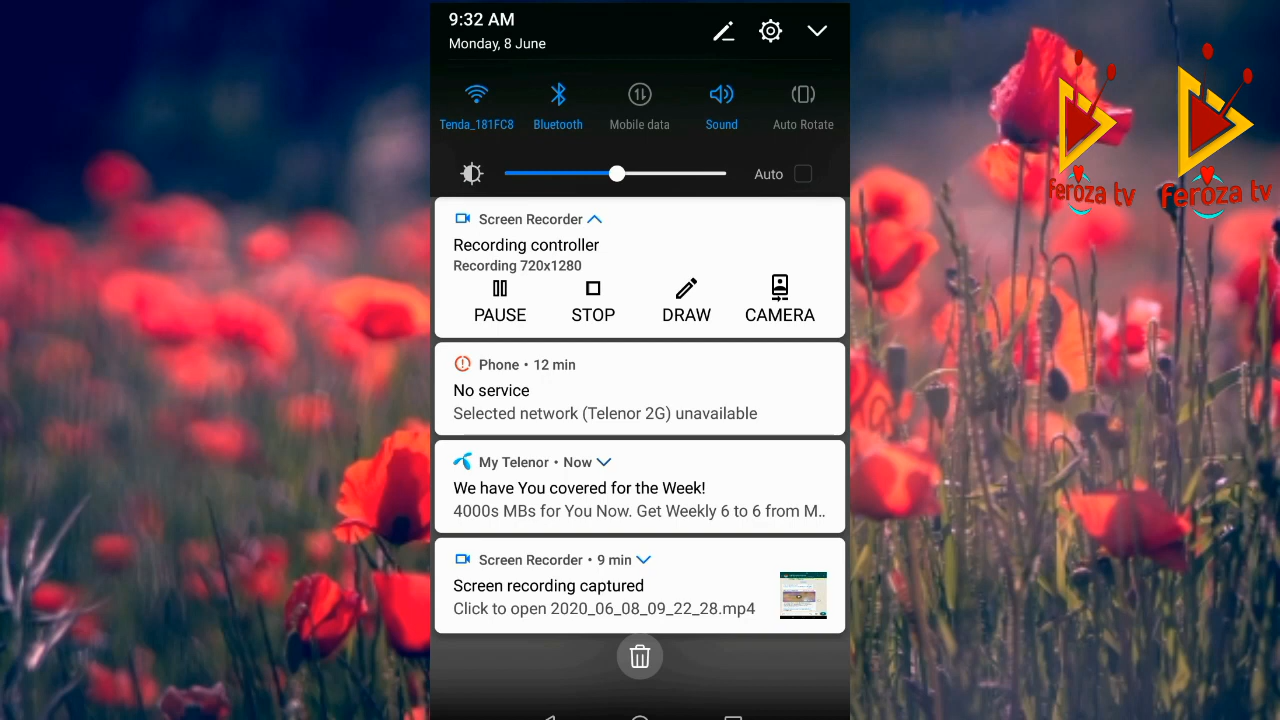 9:32 AM
Monday, 8 June
Tenda_181FC8
Bluetooth
Mobile data
Sound
Auto Rotate
Auto
Screen Recorder
Recording controller
Recording 720x1280
PAUSE
STOP
DRAW
CAMERA
Phone • 12 min
No service
Selected network (Telenor 2G) unavailable
My Telenor • Now
We have You covered for the Week!
4000s MBs for You Now. Get Weekly 6 to 6 from M..
Screen Recorder • 9 min
Screen recording captured
Click to open 2020_06_08_09_22_28.mp4
feroza tv
feroza tv